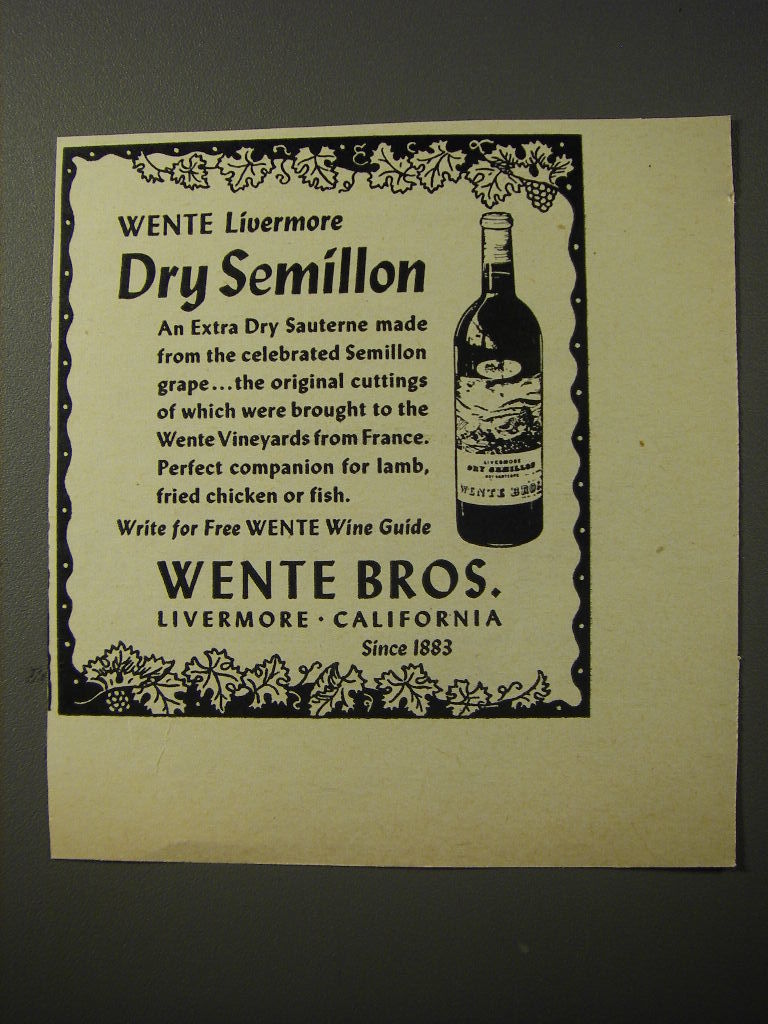 WENTE Livermore
Dry Semillon
An Extra Dry Sauterne made
from the celebrated Semillon
grape...the original cuttings
of which were brought to the
Wente Vineyards from France.
Perfect companion for lamb,
fried chicken or fish.
Write for Free WENTE Wine Guide
WENTE BROS.
LIVERMORE · CALIFORNIA
Since 1883
LIVERMORE
DRY SEMILLON
WENTE BROS